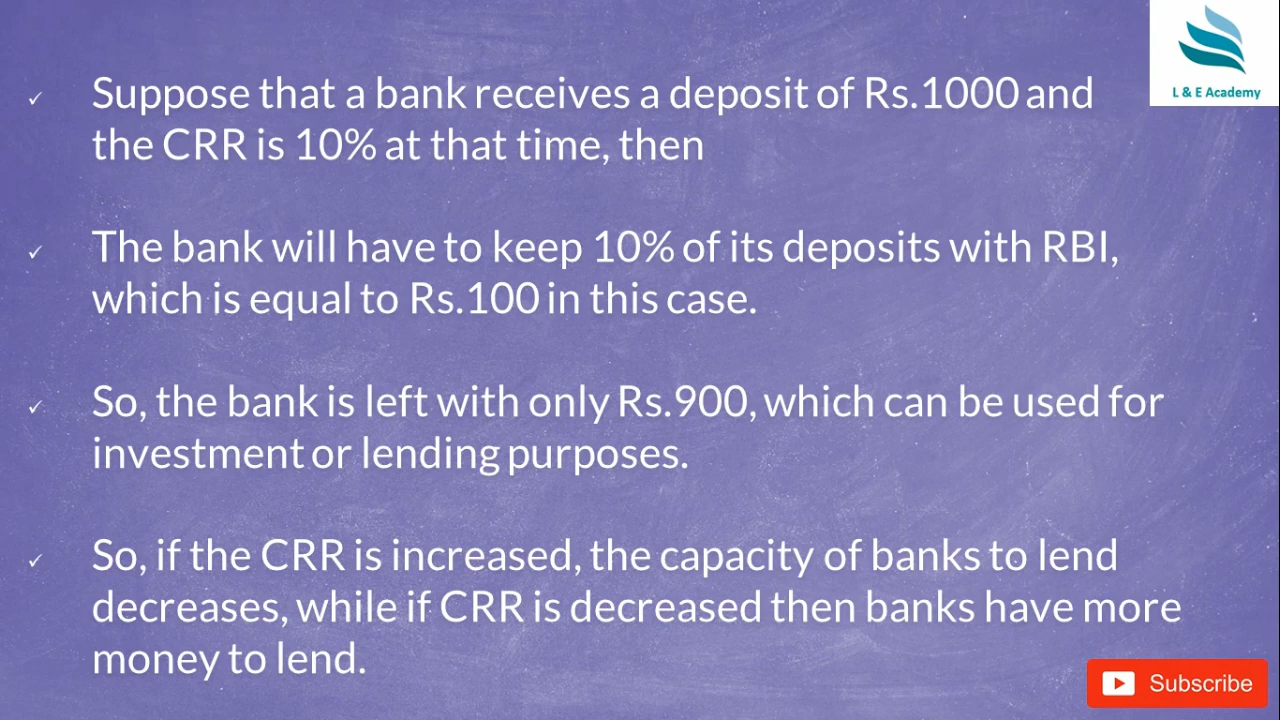 L & E Academy
Suppose that a bank receives a deposit of Rs.1000 and
the CRR is 10% at that time, then
The bank will have to keep 10% of its deposits with RBI,
which is equal to Rs.100 in this case.
So, the bank is left with only Rs.900, which can be used for
investment or lending purposes.
So, if the CRR is increased, the capacity of banks to lend
decreases, while if CRR is decreased then banks have more
money to lend.
Subscribe